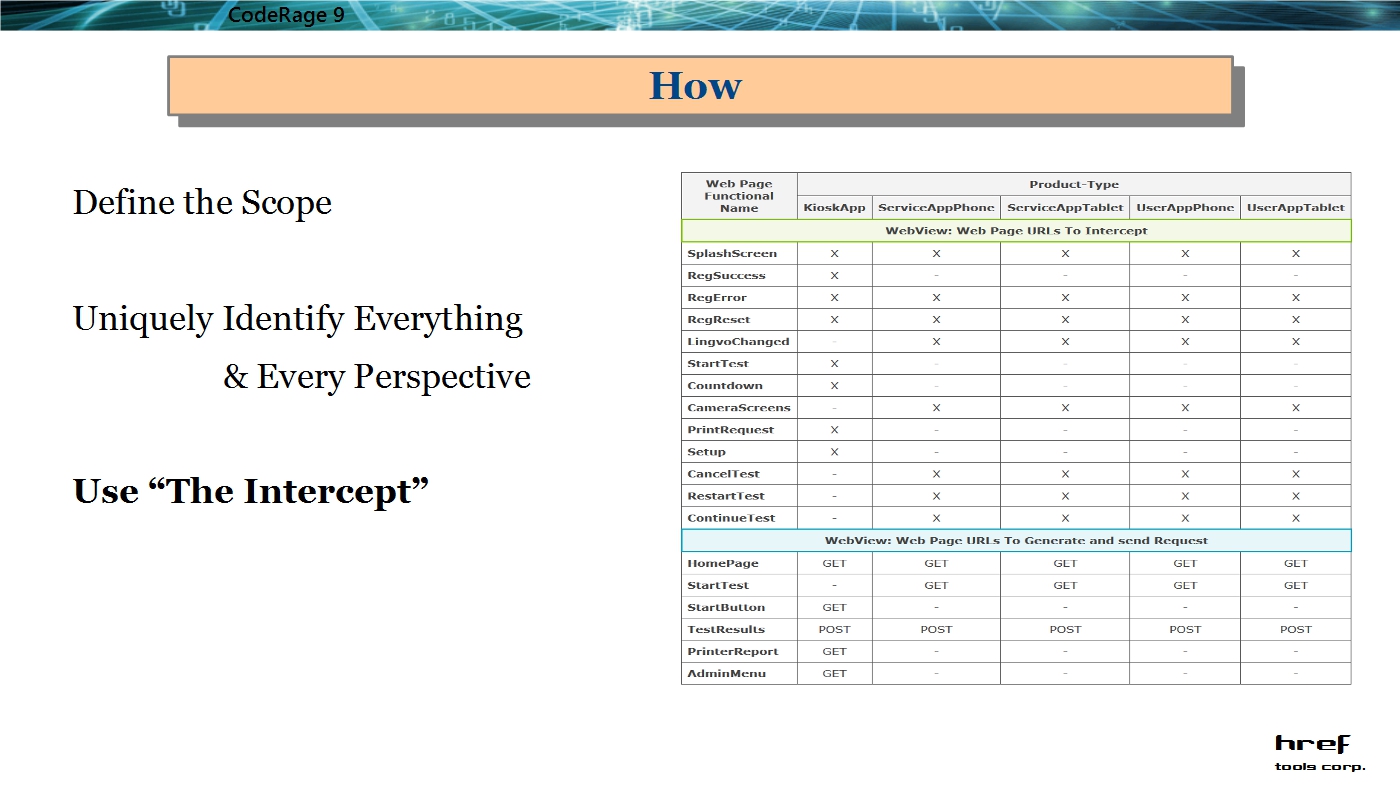 CodeRage 9
How
Define the Scope
Uniquely Identify Everything
& Every Perspective
Use “The Intercept”
Web Page Functional Name Product-Type
KioskApp ServiceAppPhone ServiceAppTablet UserAppPhone UserAppTablet
WebView: Web Page URLs To Intercept
SplashScreen X X X X X
RegSuccess X - - - -
RegError X X X X X
RegReset X X X X X
LingvoChanged - X X X X
StartTest X - - - -
Countdown X - - - -
CameraScreens - X X X X
PrintRequest X - - - -
Setup X - - - -
CancelTest - X X X X
RestartTest - X X X X
ContinueTest - X X X X
WebView: Web Page URLs To Generate and send Request
HomePage GET GET GET GET GET
StartTest - GET GET GET GET
StartButton GET - - - -
TestResults POST POST POST POST POST
PrinterReport GET - - - -
AdminMenu GET - - - -
href
tools corp.